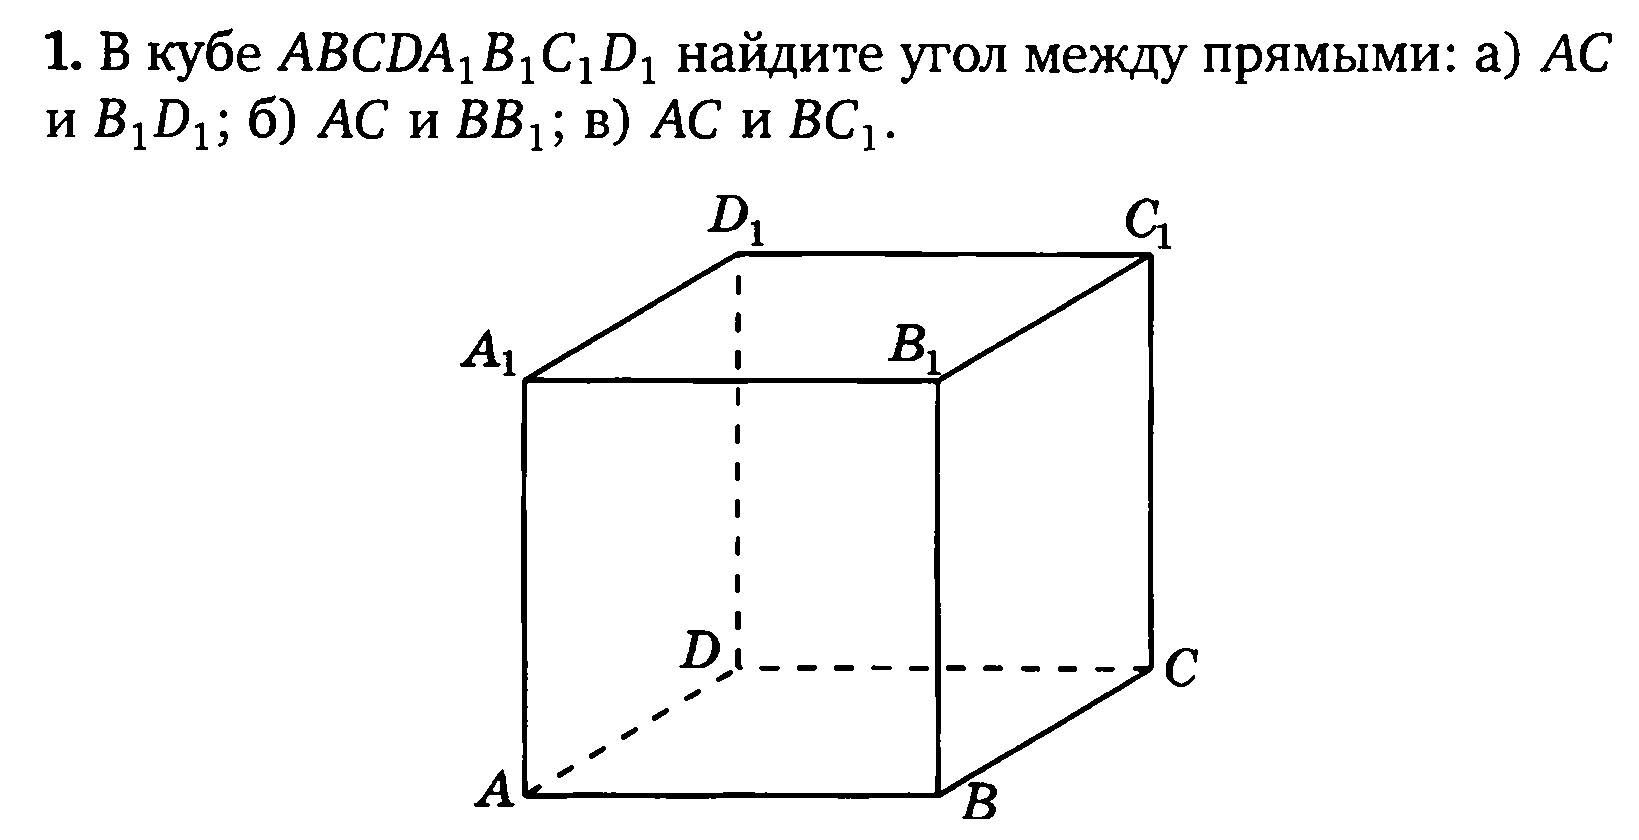 1. В кубе ABCDA₁B₁C₁D₁ найдите угол между прямыми: а) AC
и B₁D₁; б) AC и BB₁; в) AC и BC₁.
D₁
C₁
A₁
B₁
D
C
A
B